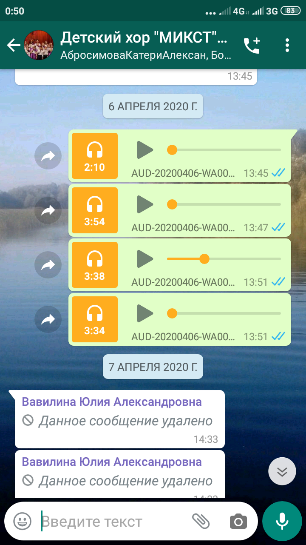 0:50
4G
3G
83
Детский хор "МИКСТ"...
АбросимоваКатериАлексан, Бо...
13:45
6 АПРЕЛЯ 2020 Г.
2:10
AUD-20200406-WA00... 13:45
3:54
AUD-20200406-WA00... 13:47
3:38
AUD-20200406-WA00... 13:51
3:34
AUD-20200406-WA00... 13:51
7 АПРЕЛЯ 2020 Г.
Вавилина Юлия Александровна
Данное сообщение удалено
14:33
Вавилина Юлия Александровна
Данное сообщение удалено
Введите текст